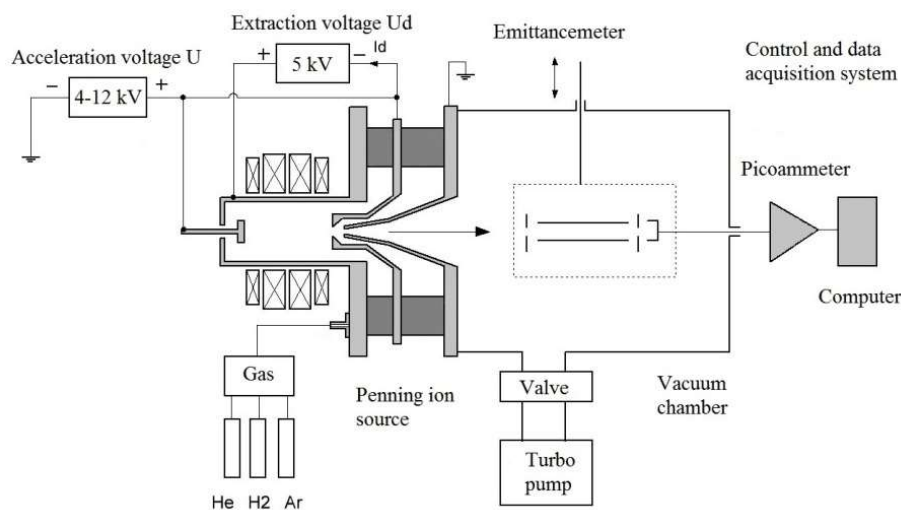 Extraction voltage Ud
Acceleration voltage U
+ 5 kV − Id
− 4-12 kV +
Emittancemeter
Control and data
acquisition system
Picoammeter
Computer
Gas
Penning ion
source
Valve
Vacuum
chamber
Turbo
pump
He H2 Ar